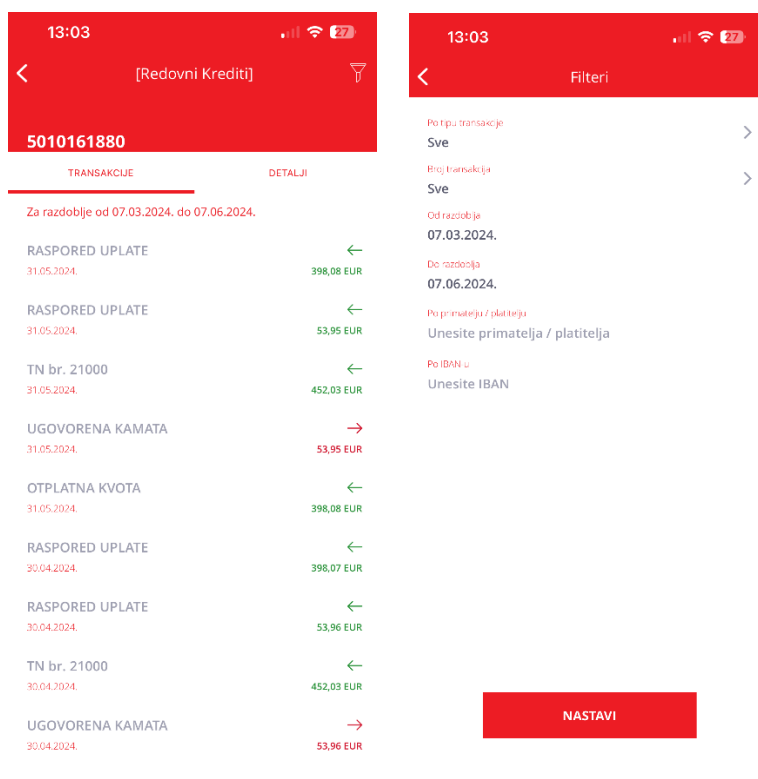 13:03
27
[Redovni Krediti]
5010161880
TRANSAKCIJE
DETALJI
Za razdoblje od 07.03.2024. do 07.06.2024.
RASPORED UPLATE
31.05.2024.
398,08 EUR
RASPORED UPLATE
31.05.2024.
53,95 EUR
TN br. 21000
31.05.2024.
452,03 EUR
UGOVORENA KAMATA
31.05.2024.
53,95 EUR
OTPLATNA KVOTA
31.05.2024.
398,08 EUR
RASPORED UPLATE
30.04.2024.
398,07 EUR
RASPORED UPLATE
30.04.2024.
53,96 EUR
TN br. 21000
30.04.2024.
452,03 EUR
UGOVORENA KAMATA
30.04.2024.
53,96 EUR
13:03
27
Filteri
Po tipu transakcije
Sve
Broj transakcija
Sve
Od razdoblja
07.03.2024.
Do razdoblja
07.06.2024.
Po primatelju / platitelju
Unesite primatelja / platitelja
Po IBAN-u
Unesite IBAN
NASTAVI